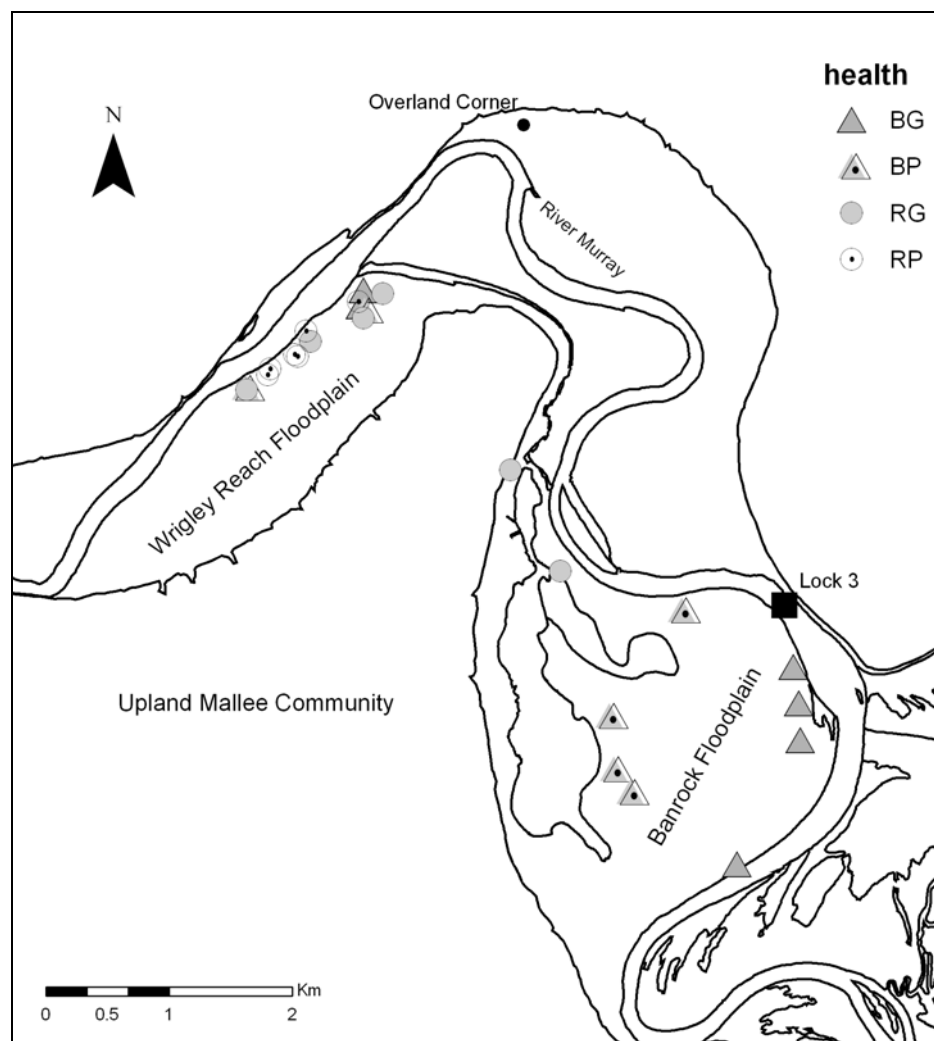 health
BG
BP
RG
RP
Overland Corner
N
River Murray
Wrigley Reach Floodplain
Lock 3
Upland Mallee Community
Banrock Floodplain
Km
0 0.5 1 2